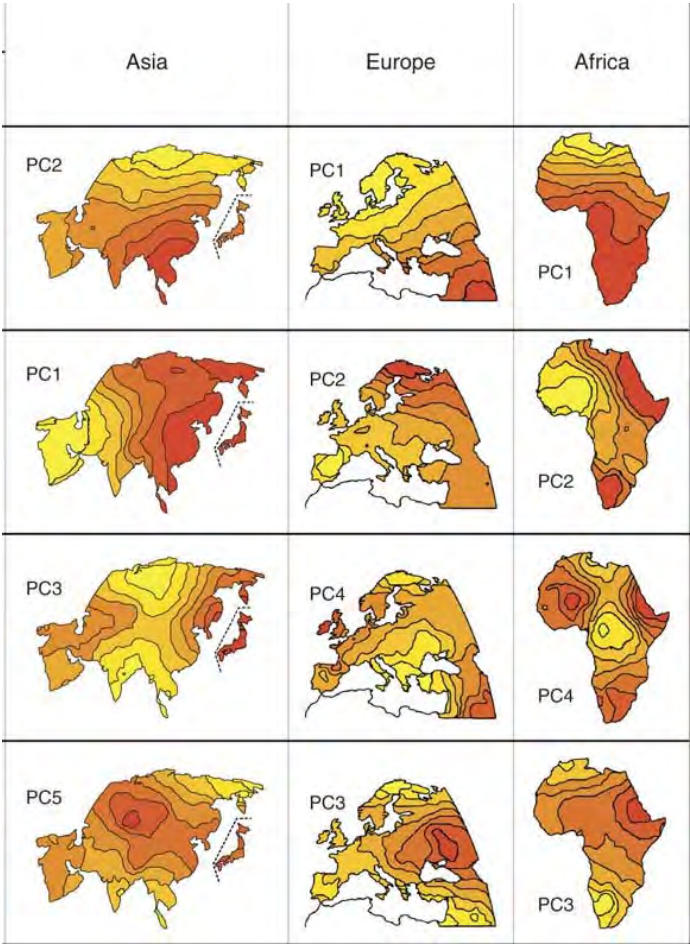 Asia Europe Africa
PC2 PC1 PC1
PC1 PC2 PC2
PC3 PC4 PC4
PC5 PC3 PC3